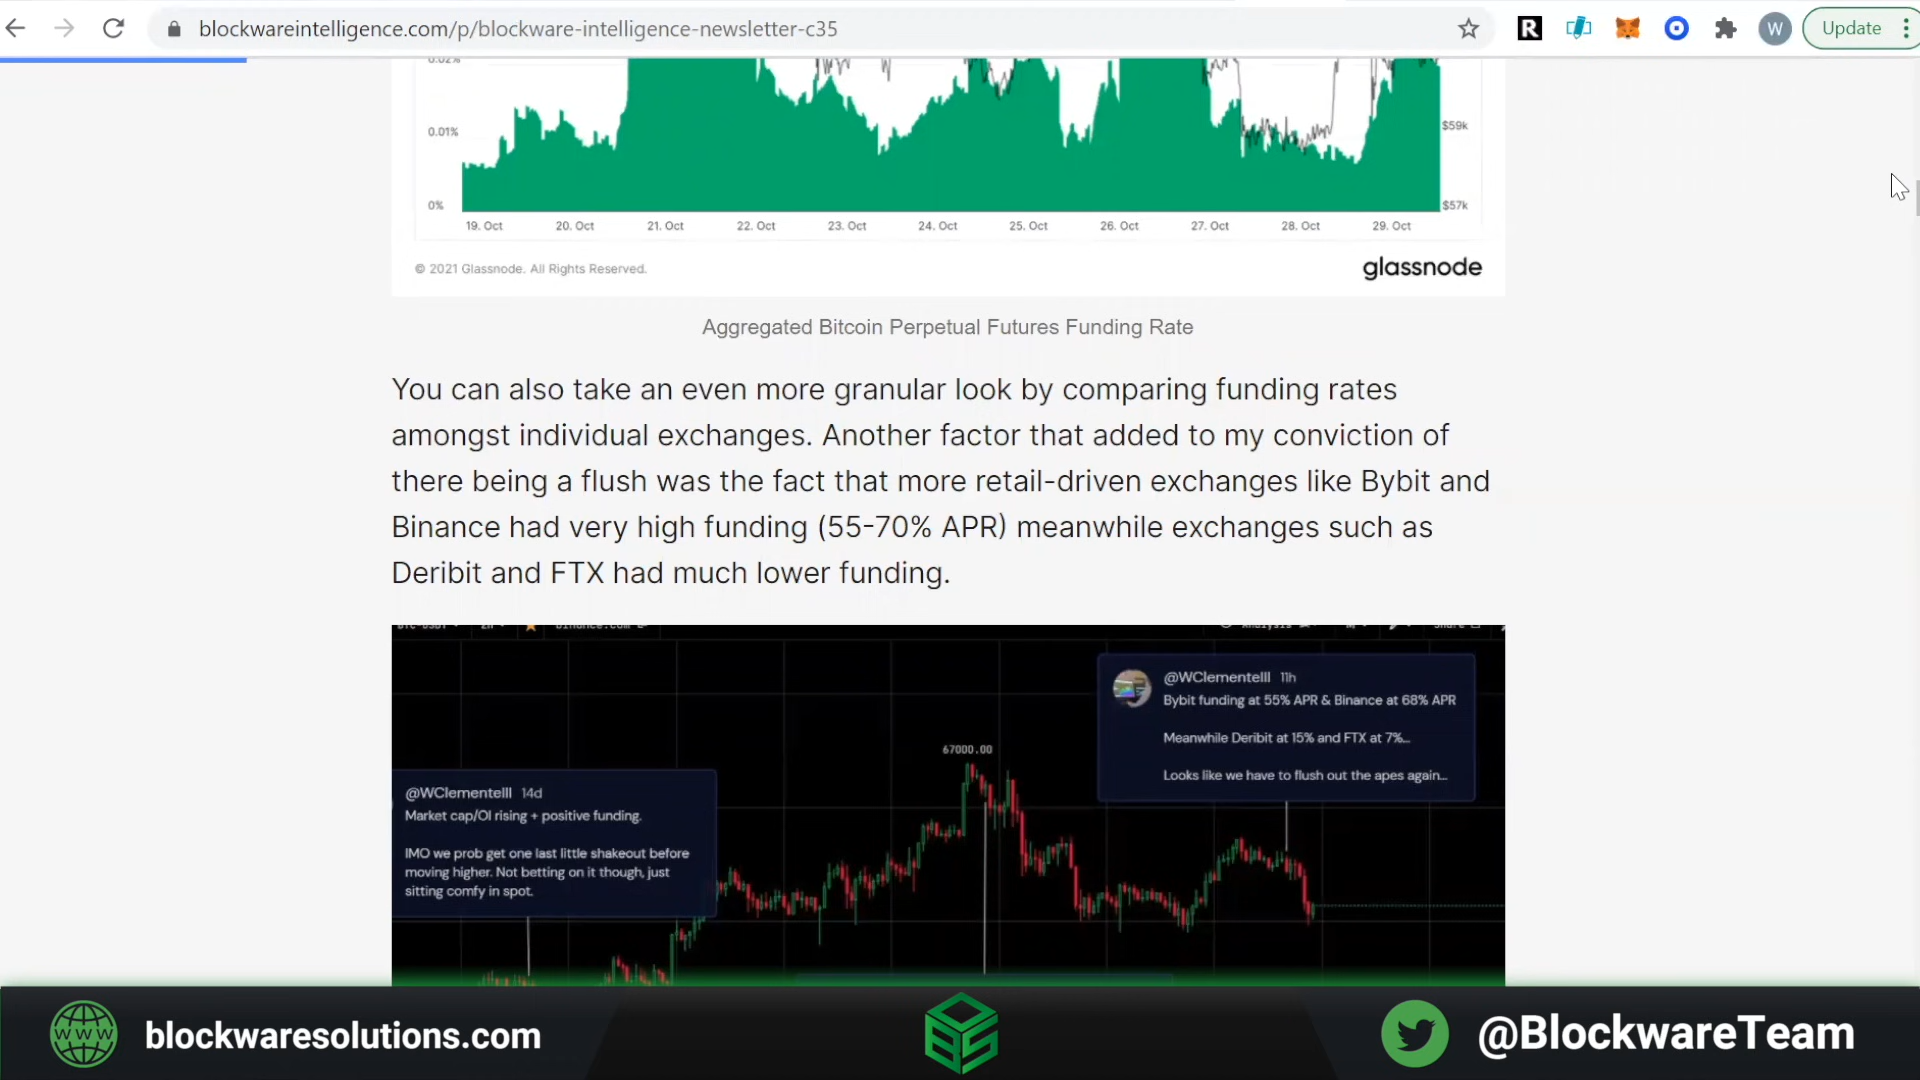 blockwareintelligence.com/p/blockware-intelligence-newsletter-c35
R
W
Update
0.02%
0.01%
0%
$59k
$57k
19. Oct 20. Oct 21. Oct 22. Oct 23. Oct 24. Oct 25. Oct 26. Oct 27. Oct 28. Oct 29. Oct
© 2021 Glassnode. All Rights Reserved.
glassnode
Aggregated Bitcoin Perpetual Futures Funding Rate
You can also take an even more granular look by comparing funding rates
amongst individual exchanges. Another factor that added to my conviction of
there being a flush was the fact that more retail-driven exchanges like Bybit and
Binance had very high funding (55-70% APR) meanwhile exchanges such as
Deribit and FTX had much lower funding.
@WClementeIII 11h
Bybit funding at 55% APR & Binance at 68% APR
Meanwhile Deribit at 15% and FTX at 7%...
Looks like we have to flush out the apes again...
67000.00
@WClementeIII 14d
Market cap/OI rising + positive funding.
IMO we prob get one last little shakeout before
moving higher. Not betting on it though, just
sitting comfy in spot.
WWW
blockwaresolutions.com
@BlockwareTeam